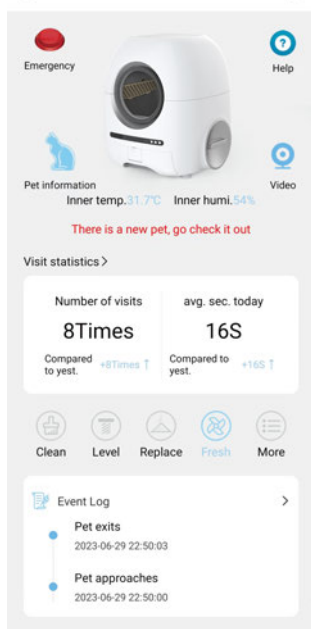 Emergency
Help
Pet information
Video
Inner temp.31.7°C Inner humi.54%
There is a new pet, go check it out
Visit statistics >
Number of visits
avg. sec. today
8Times
16S
Compared to yest. +8Times ↑
Compared to yest. +16S ↑
Clean Level Replace Fresh More
Event Log >
Pet exits
2023-06-29 22:50:03
Pet approaches
2023-06-29 22:50:00